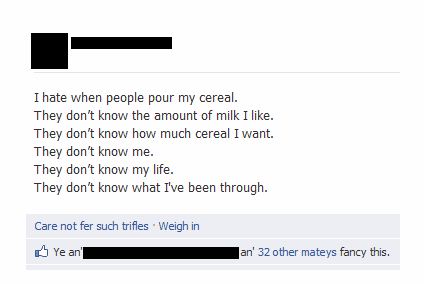 I hate when people pour my cereal.
They don't know the amount of milk I like.
They don't know how much cereal I want.
They don't know me.
They don't know my life.
They don't know what I've been through.
Care not fer such trifles · Weigh in
Ye an' an' 32 other mateys fancy this.